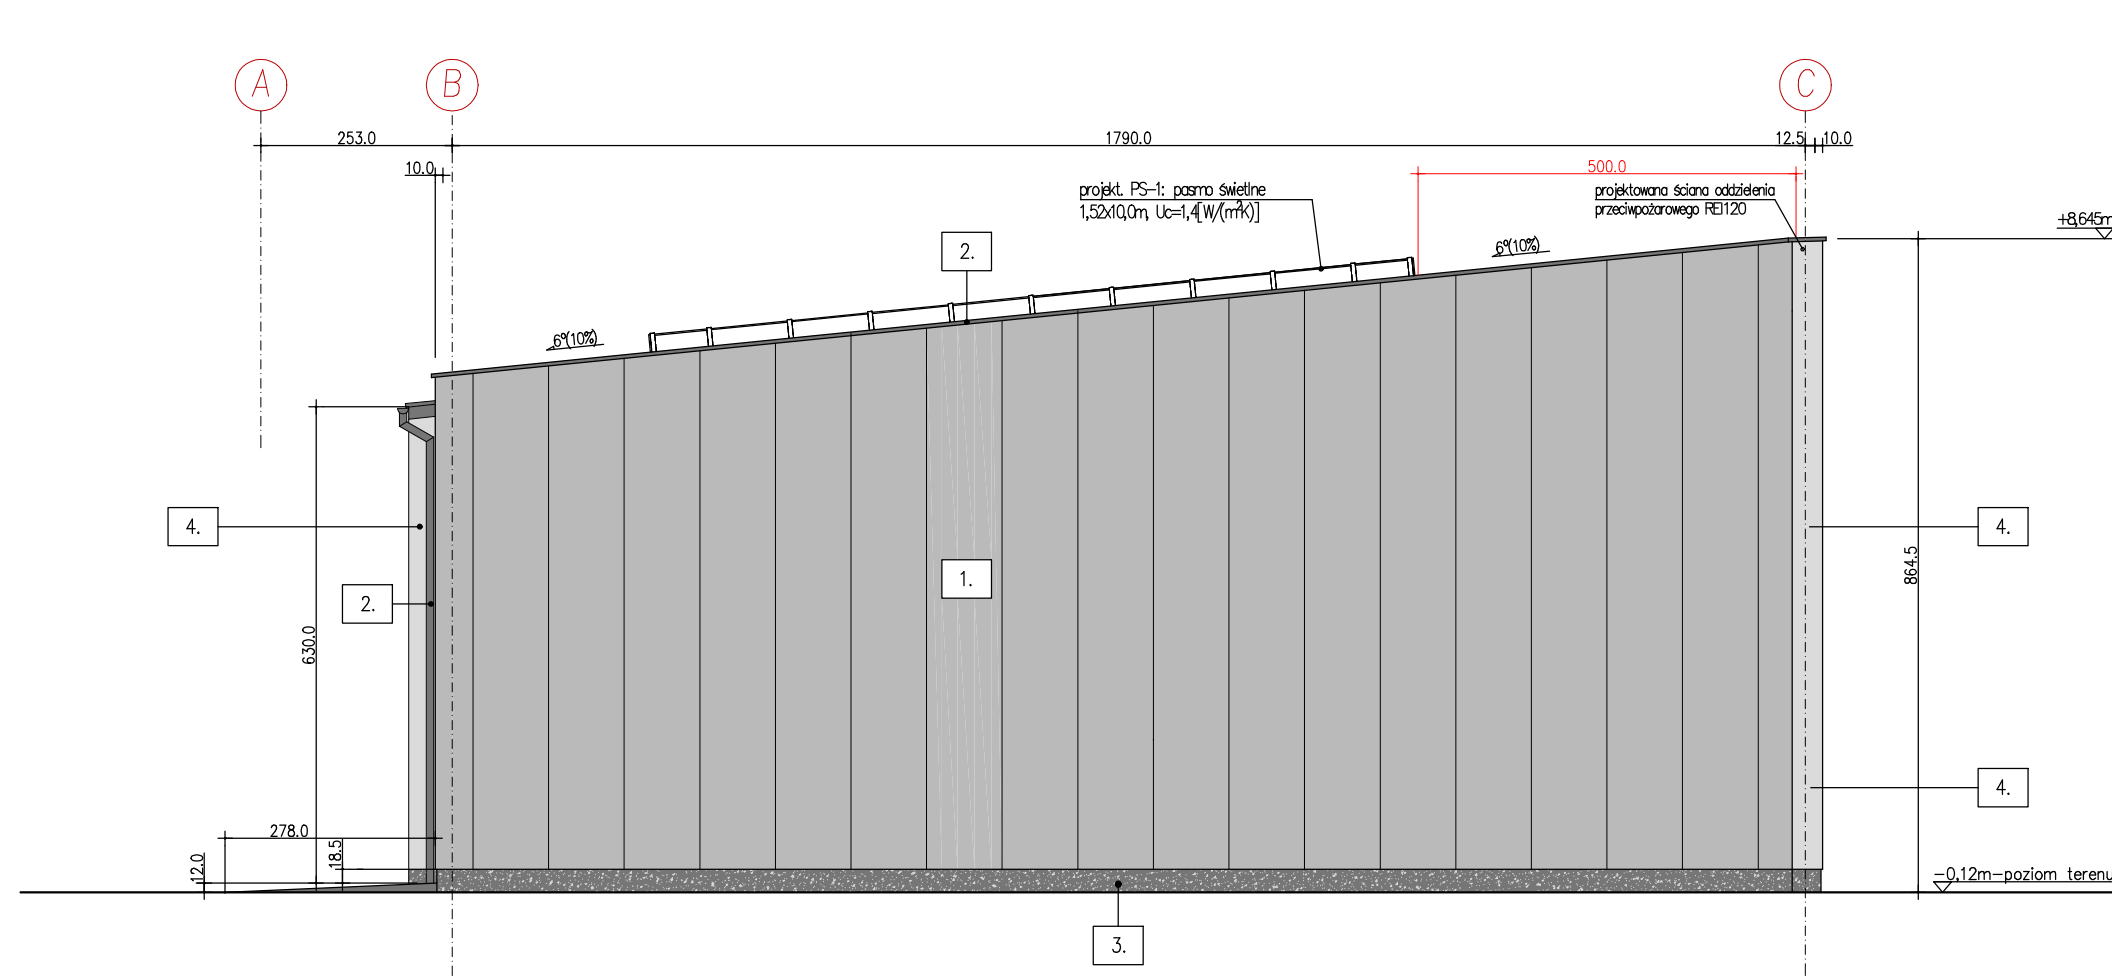 A
B
C
253.0
1790.0
12.5
10.0
10.0
500.0
projekt. PS-1: pasmo świetlne
1,52x10,0m, Uc=1,4[W/(m²K)]
projektowana ściana oddzielenia
przeciwpożarowego REI120
+8,645m
2.
6°(10%)
6°(10%)
4.
4.
1.
864.5
2.
630.0
4.
278.0
18.5
12.0
-0,12m-poziom terenu
3.